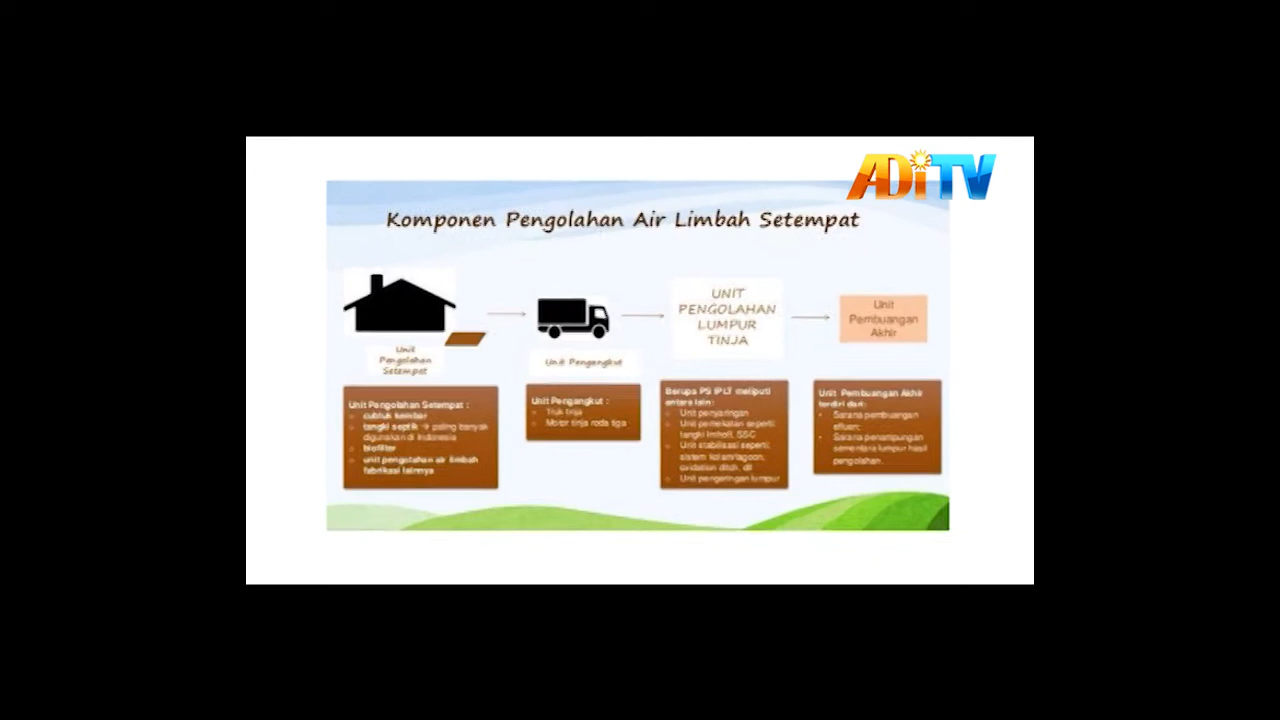 ADiTV
Komponen Pengolahan Air Limbah Setempat
Unit
Pengolahan
Setempat
Unit Pengangkut
UNIT
PENGOLAHAN
LUMPUR
TINJA
Unit
Pembuangan
Akhir
Unit Pengolahan Setempat :
cubluk kembar
tangki septik → paling banyak
digunakan di Indonesia
biofilter
unit pengolahan air limbah
fabrikasi lainnya
Unit Pengangkut :
Truk tinja
Motor tinja roda tiga
Berupa PS IPLT meliputi
antara lain:
Unit penyaringan
Unit pemekatan seperti
tangki Imhoff, SSC
Unit stabilisasi seperti
sistem kolam/lagoon,
oxidation ditch, dll
Unit pengeringan lumpur
Unit Pembuangan Akhir
terdiri dari:
Sarana pembuangan
efluen;
Sarana penampungan
sementara lumpur hasil
pengolahan.